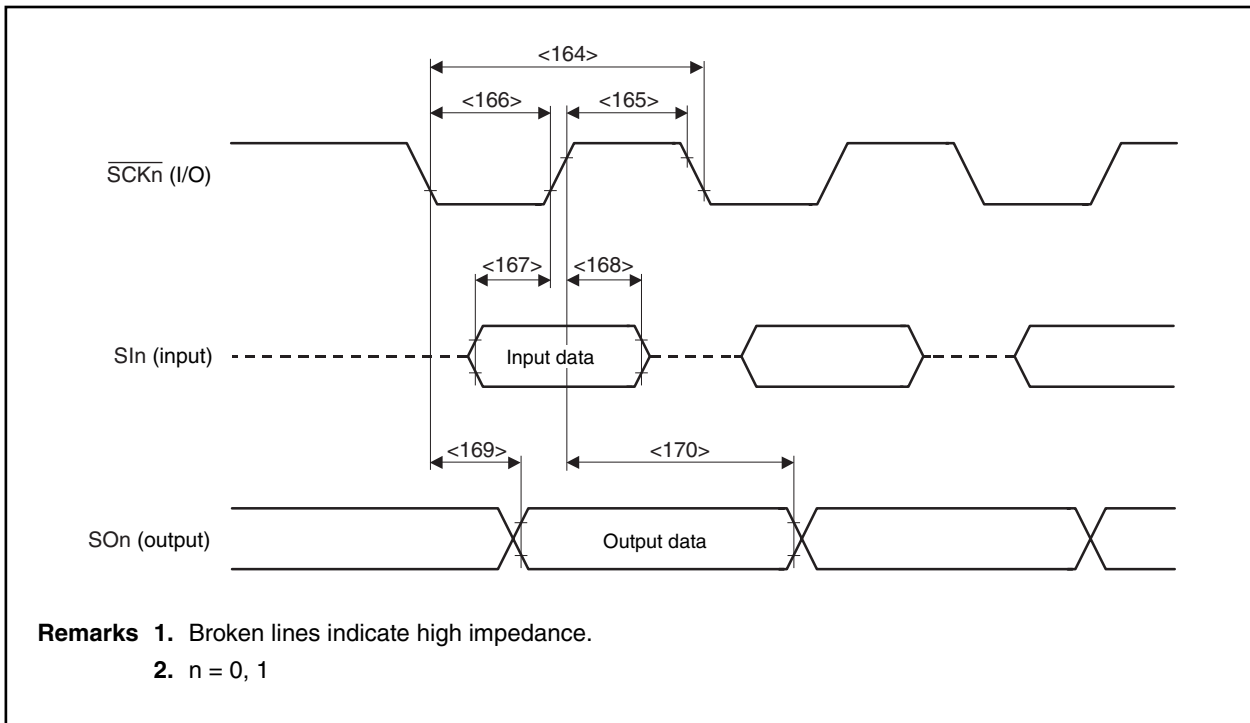 <164>
<166> <165>
SCKn (I/O)
<167> <168>
SIn (input) Input data
<169> <170>
SOn (output) Output data
Remarks 1. Broken lines indicate high impedance.
2. n = 0, 1